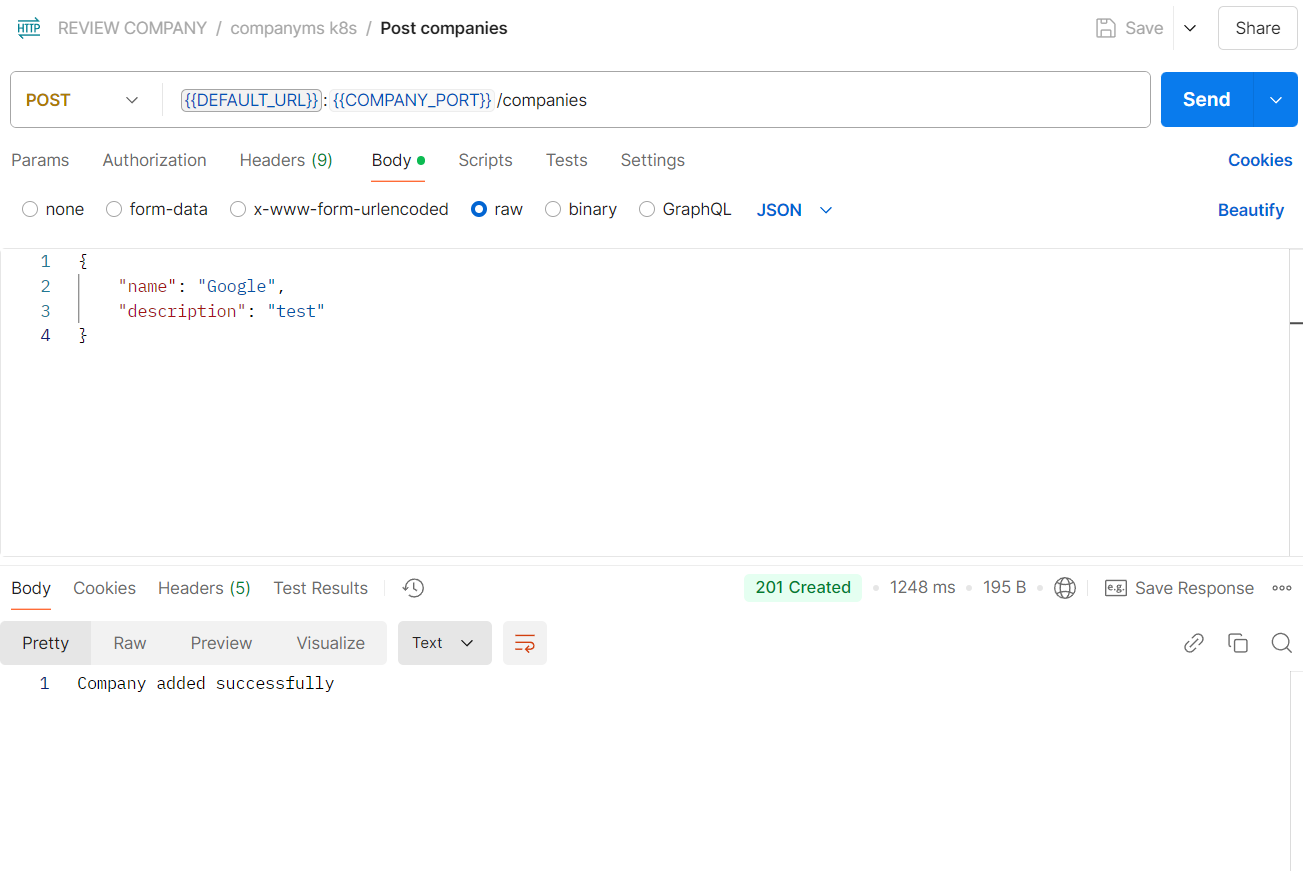 HTTP REVIEW COMPANY / companyms k8s / Post companies Save Share
POST {{DEFAULT_URL}}:{{COMPANY_PORT}}/companies Send
Params Authorization Headers (9) Body Scripts Tests Settings Cookies
none form-data x-www-form-urlencoded raw binary GraphQL JSON Beautify
1 {
2 "name": "Google",
3 "description": "test"
4 }
Body Cookies Headers (5) Test Results 201 Created 1248 ms 195 B e.g. Save Response
Pretty Raw Preview Visualize Text
1 Company added successfully